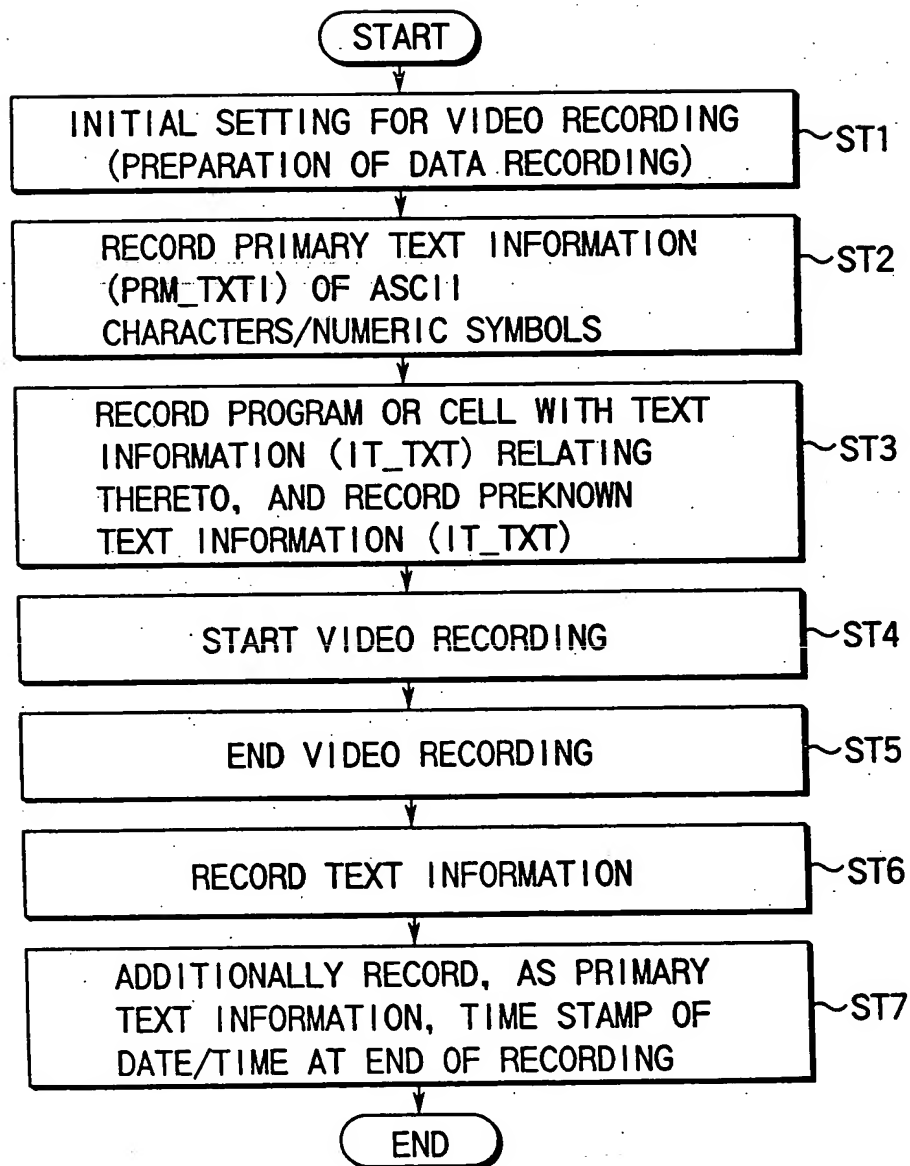 START
INITIAL SETTING FOR VIDEO RECORDING
(PREPARATION OF DATA RECORDING)
~ST1
RECORD PRIMARY TEXT INFORMATION
(PRM_TXTI) OF ASCII
CHARACTERS/NUMERIC SYMBOLS
~ST2
RECORD PROGRAM OR CELL WITH TEXT
INFORMATION (IT_TXT) RELATING
THERETO, AND RECORD PREKNOWN
TEXT INFORMATION (IT_TXT)
~ST3
START VIDEO RECORDING
~ST4
END VIDEO RECORDING
~ST5
RECORD TEXT INFORMATION
~ST6
ADDITIONALLY RECORD, AS PRIMARY
TEXT INFORMATION, TIME STAMP OF
DATE/TIME AT END OF RECORDING
~ST7
END